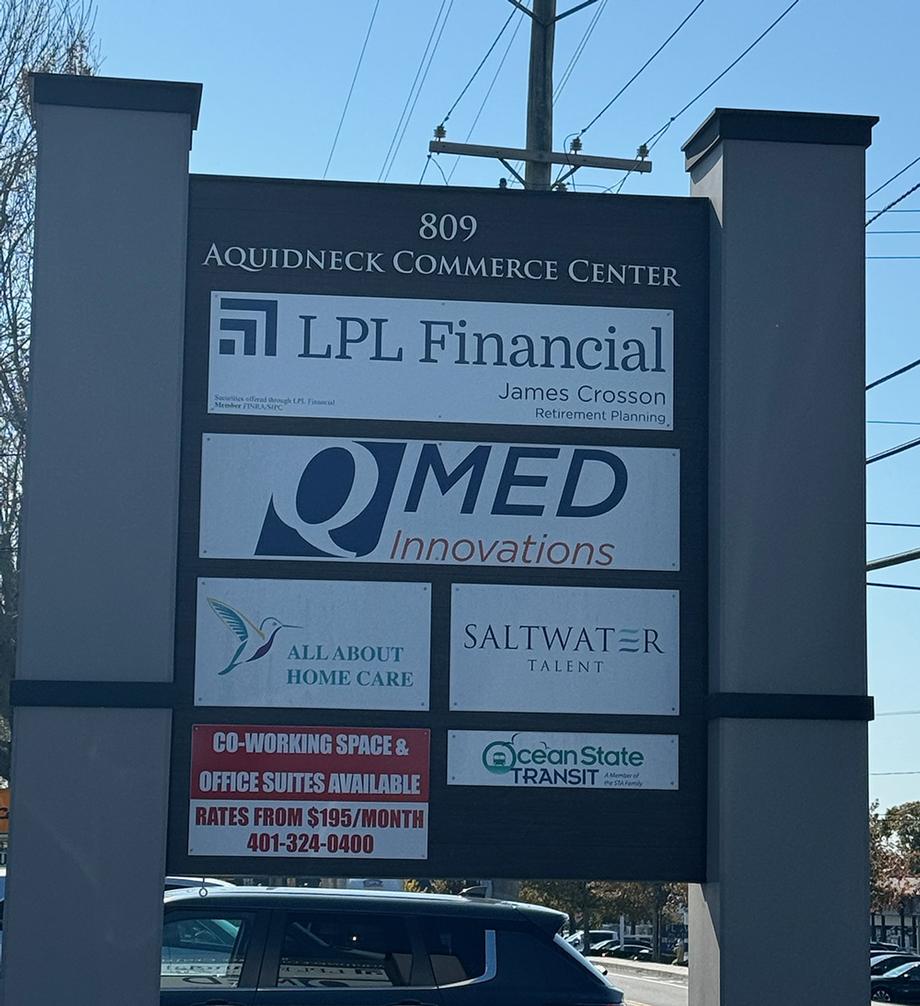 809
AQUIDNECK COMMERCE CENTER
LPL Financial
James Crosson
Retirement Planning
Securities offered through LPL Financial
Member FINRA/SIPC
QMED
Innovations
ALL ABOUT
HOME CARE
SALTWATER
TALENT
CO-WORKING SPACE &
OFFICE SUITES AVAILABLE
RATES FROM $195/MONTH
401-324-0400
Ocean State
TRANSIT
A Member of
the STA Family